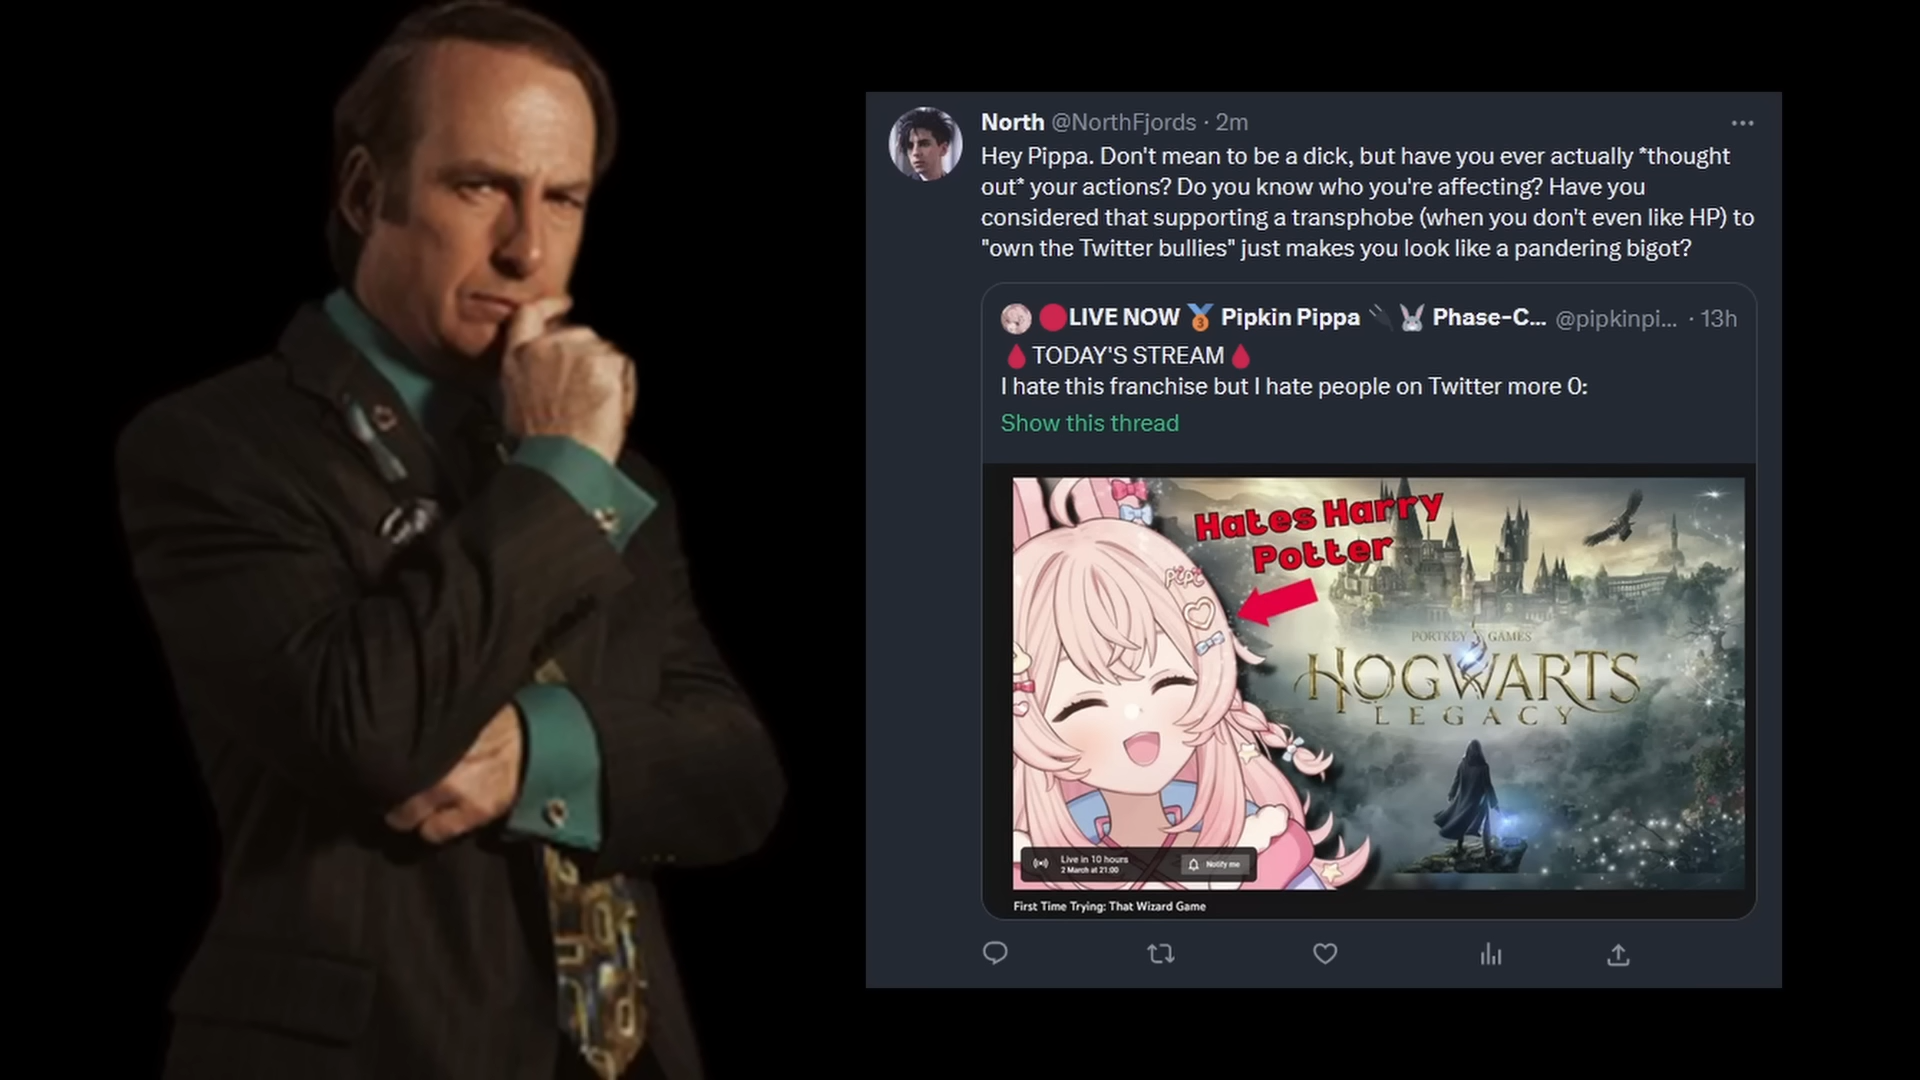 North @NorthFjords · 2m
Hey Pippa. Don't mean to be a dick, but have you ever actually *thought
out* your actions? Do you know who you're affecting? Have you
considered that supporting a transphobe (when you don't even like HP) to
"own the Twitter bullies" just makes you look like a pandering bigot?
🔴LIVE NOW 🥉 Pipkin Pippa 🔌🐰 Phase-C... @pipkinpi... · 13h
🩸TODAY'S STREAM🩸
I hate this franchise but I hate people on Twitter more 0:
Show this thread
Hates Harry
Potter
PiPi
PORTKEY GAMES
HOGWARTS
LEGACY
Live in 10 hours
2 March at 21:00
Notify me
First Time Trying: That Wizard Game